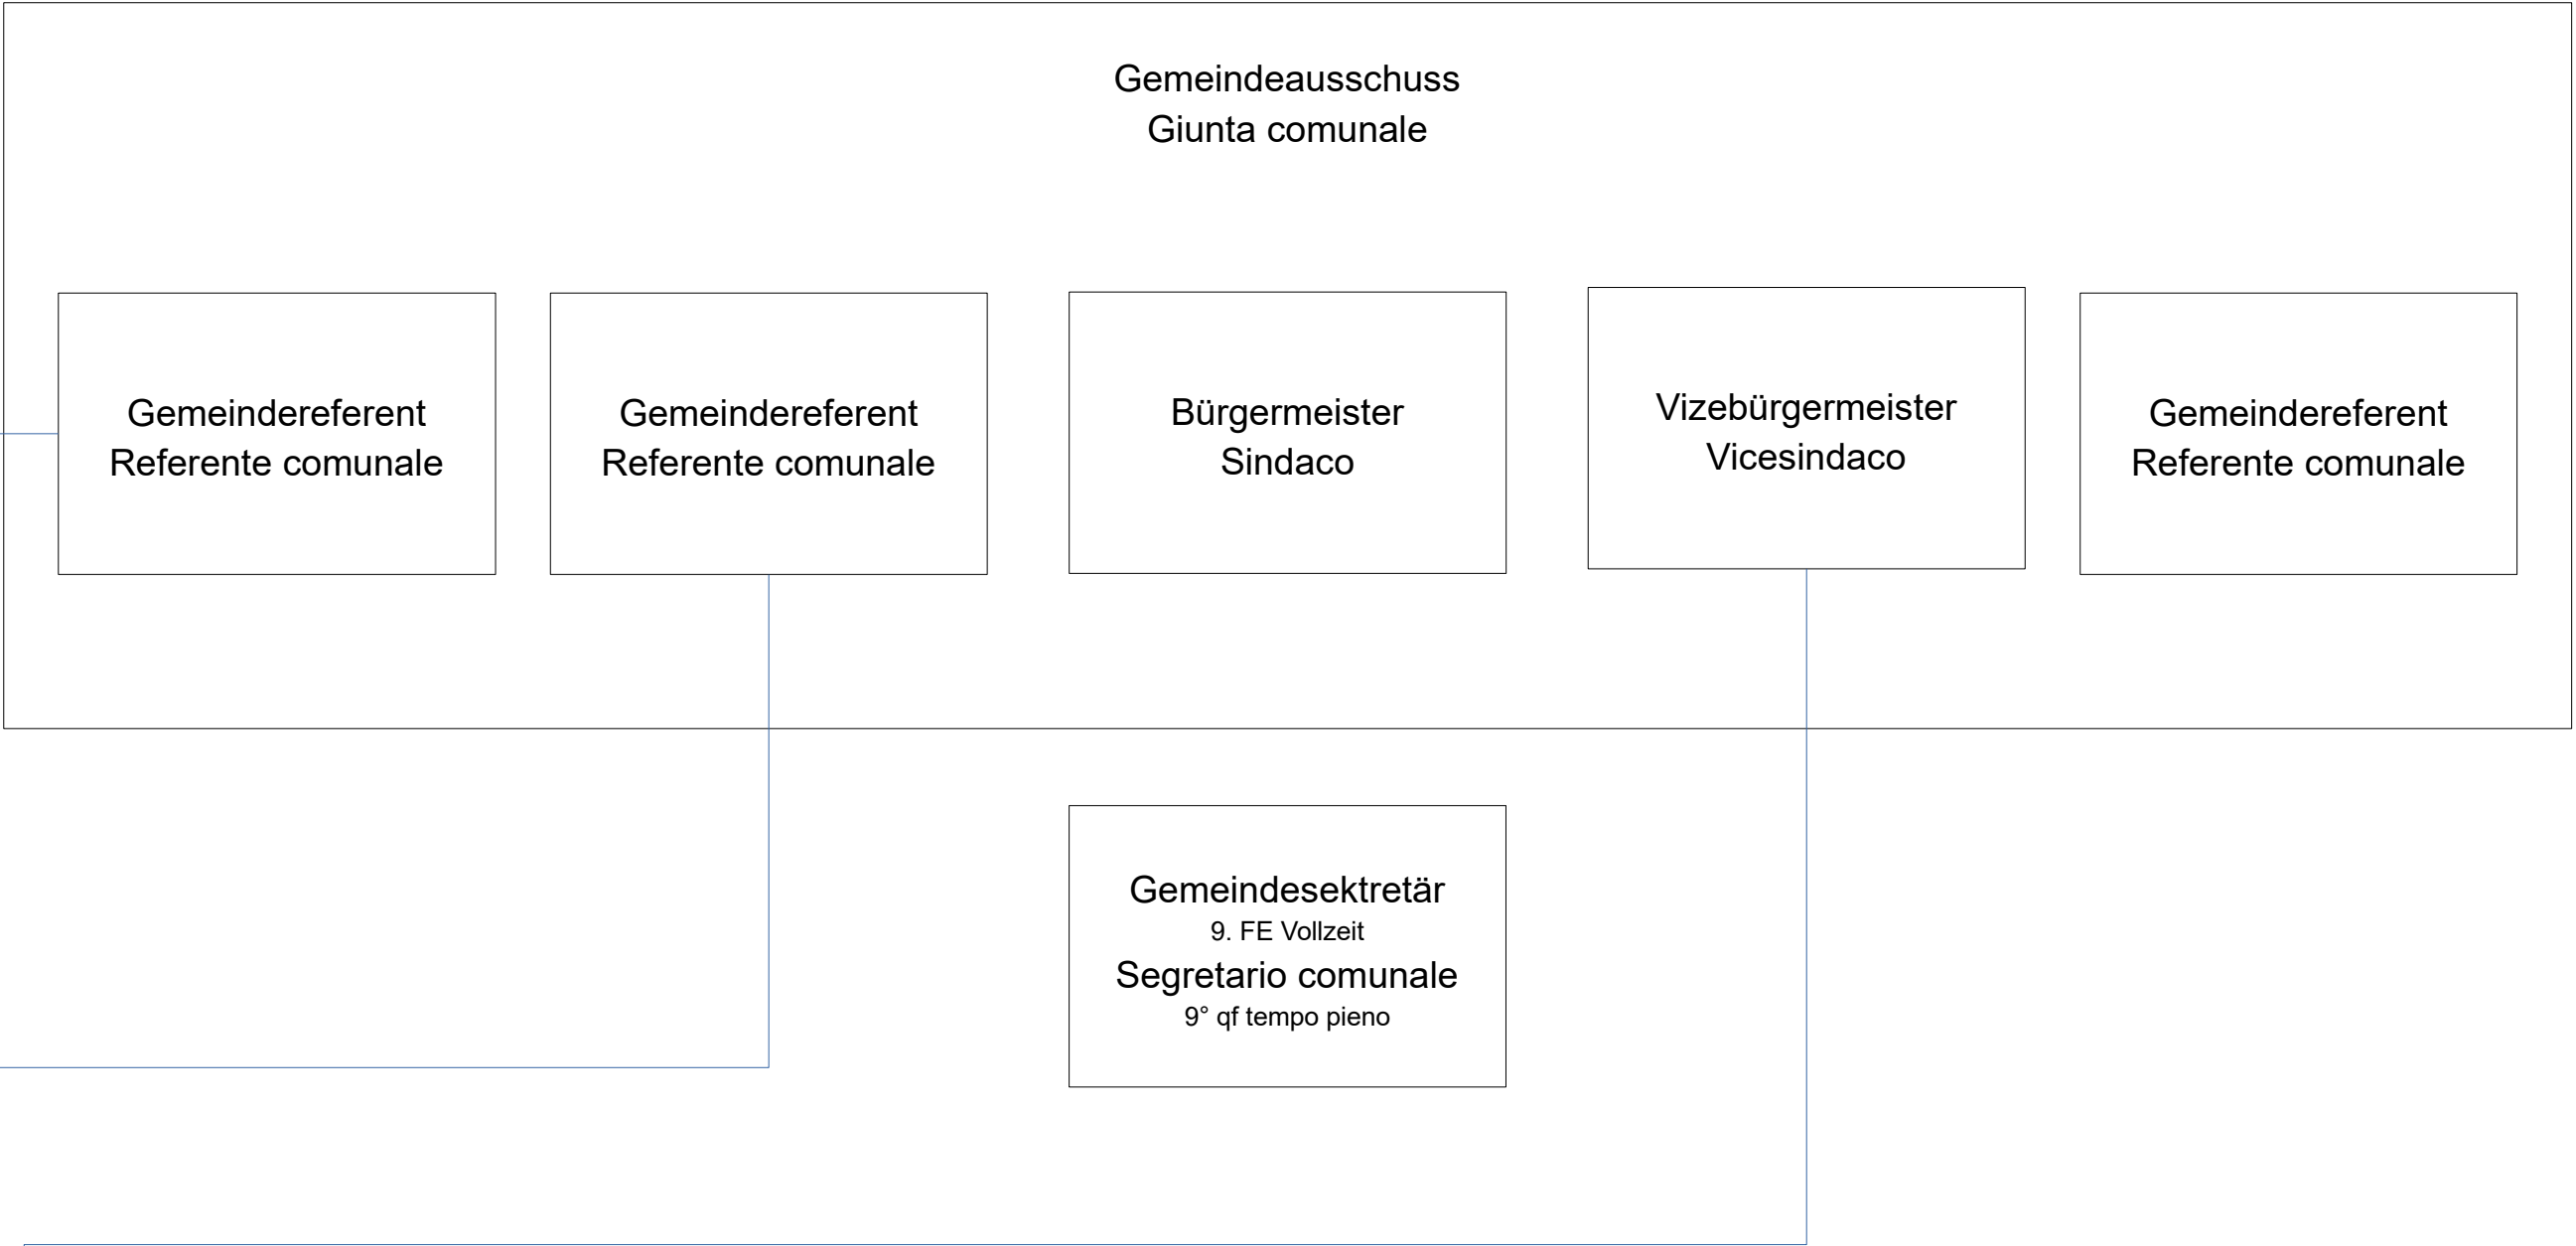 Gemeindeausschuss
Giunta comunale
Gemeindereferent
Referente comunale
Gemeindereferent
Referente comunale
Bürgermeister
Sindaco
Vizebürgermeister
Vicesindaco
Gemeindereferent
Referente comunale
Gemeindesektretär
9. FE Vollzeit
Segretario comunale
9° qf tempo pieno